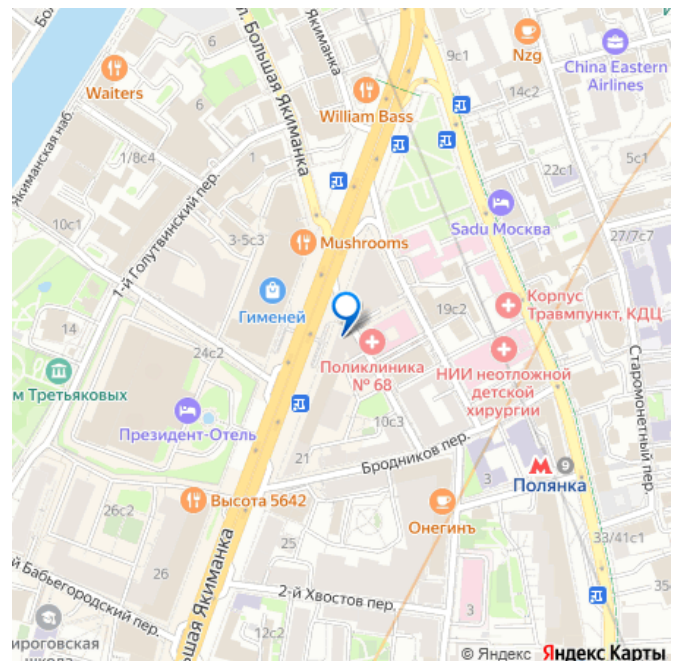 Бол
6
9с1
И
Nzg
China Eastern
Airlines
Waiters
ул. Большая Якиманка
Якиманка
14с2
William Bass
6
Якиманская наб.
1/8с4
1
22с1
5с1
10с1
3-5с3
Mushrooms
Sadu Москва
1-й Голутвинский пер.
27/7с7
Гименей
19с2
Корпус
Травмпункт, КДЦ
14
24с2
Поликлиника
№ 68
НИИ неотложной
детской
хирургии
Старомонетный пер.
м Третьяковых
Президент-Отель
10с3
21
Бродников пер.
9
Полянка
3
26с2
Высота 5642
Онегинъ
33/41с1
25
26
й Бабьегородский пер.
ьшая Якиманка
2-й Хвостов пер.
3
35
12с2
ироговская
школа
© Яндекс Яндекс Карты